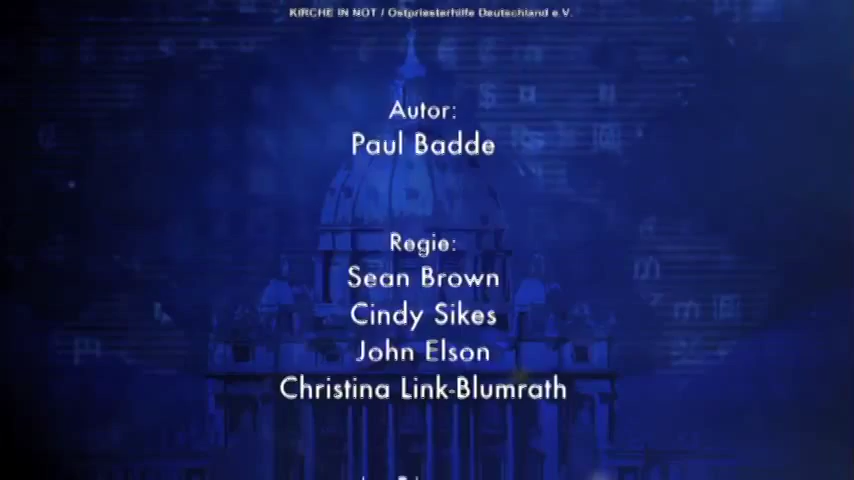 KIRCHE IN NOT / Ostpriesterhilfe Deutschland e.V.
Autor:
Paul Badde
Regie:
Sean Brown
Cindy Sikes
John Elson
Christina Link-Blumrath